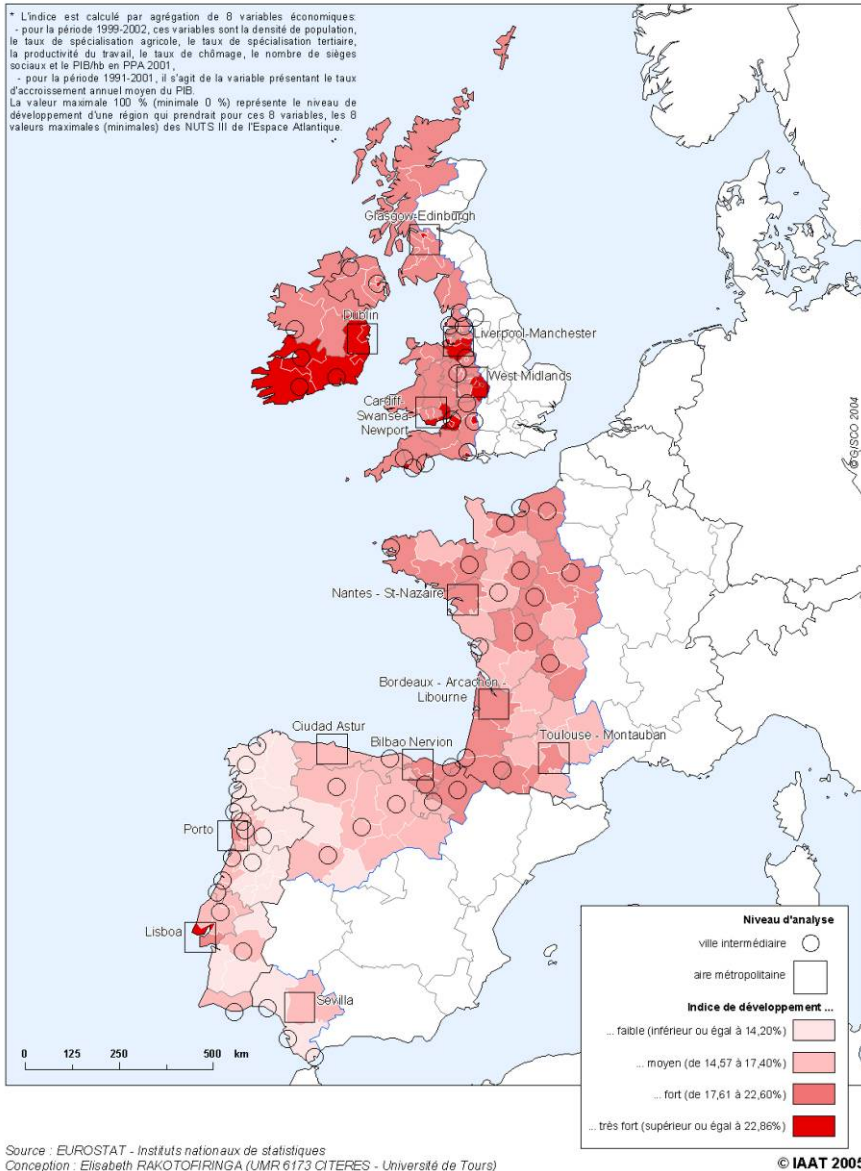 * L'indice est calculé par agrégation de 8 variables économiques:
- pour la période 1999-2002, ces variables sont la densité de population,
le taux de spécialisation agricole, le taux de spécialisation tertiaire,
la productivité du travail, le taux de chômage, le nombre de sièges
sociaux et le PIB/hb en PPA 2001,
- pour la période 1991-2001, il s'agit de la variable présentant le taux
d'accroissement annuel moyen du PIB.
La valeur maximale 100 % (minimale 0 %) représente le niveau de
développement d'une région qui prendrait pour ces 8 variables, les 8
valeurs maximales (minimales) des NUTS III de l'Espace Atlantique.
Glasgow-Edinburgh
Dublin
Liverpool-Manchester
West-Midlands
Cardiff-
Swansea-
Newport
©GISCO 2004
Nantes - St-Nazaire
Bordeaux - Arcachon -
Libourne
Ciudad Astur
Bilbao Nervion
Toulouse - Montauban
Porto
Lisboa
Sevilla
0 125 250 500 km
Niveau d'analyse
ville intermédiaire
aire métropolitaine
Indice de développement ...
... faible (inférieur ou égal à 14,20%)
... moyen (de 14,57 à 17,40%)
... fort (de 17,61 à 22,60%)
... très fort (supérieur ou égal à 22,86%)
Source : EUROSTAT - Instituts nationaux de statistiques
Conception : Elisabeth RAKOTOFIRINGA (UMR 6173 CITERES - Université de Tours)
© IAAT 2005